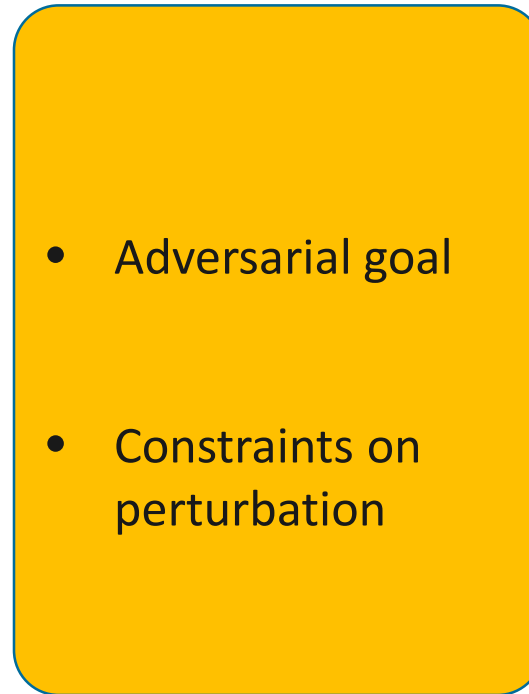 • Adversarial goal
• Constraints on
perturbation